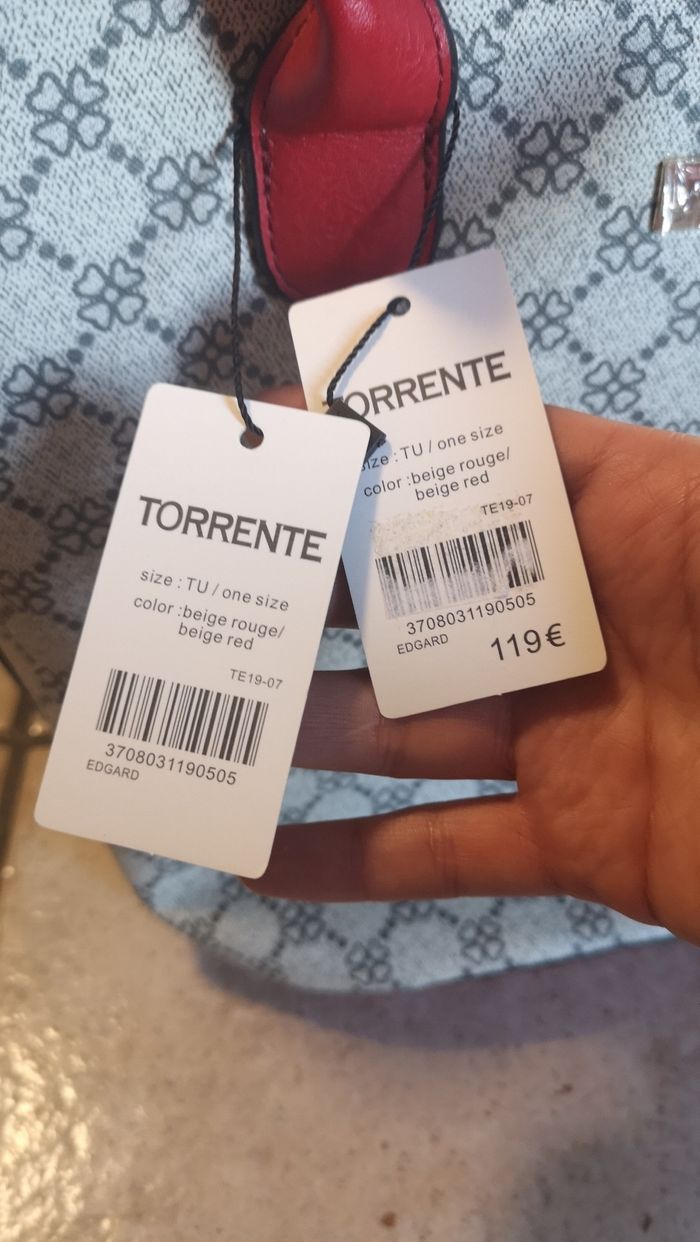 TORRENTE
size : TU / one size
color :beige rouge/
beige red
TE19-07
3708031190505
EDGARD
TORRENTE
size : TU / one size
color :beige rouge/
beige red
TE19-07
3708031190505
EDGARD
119€